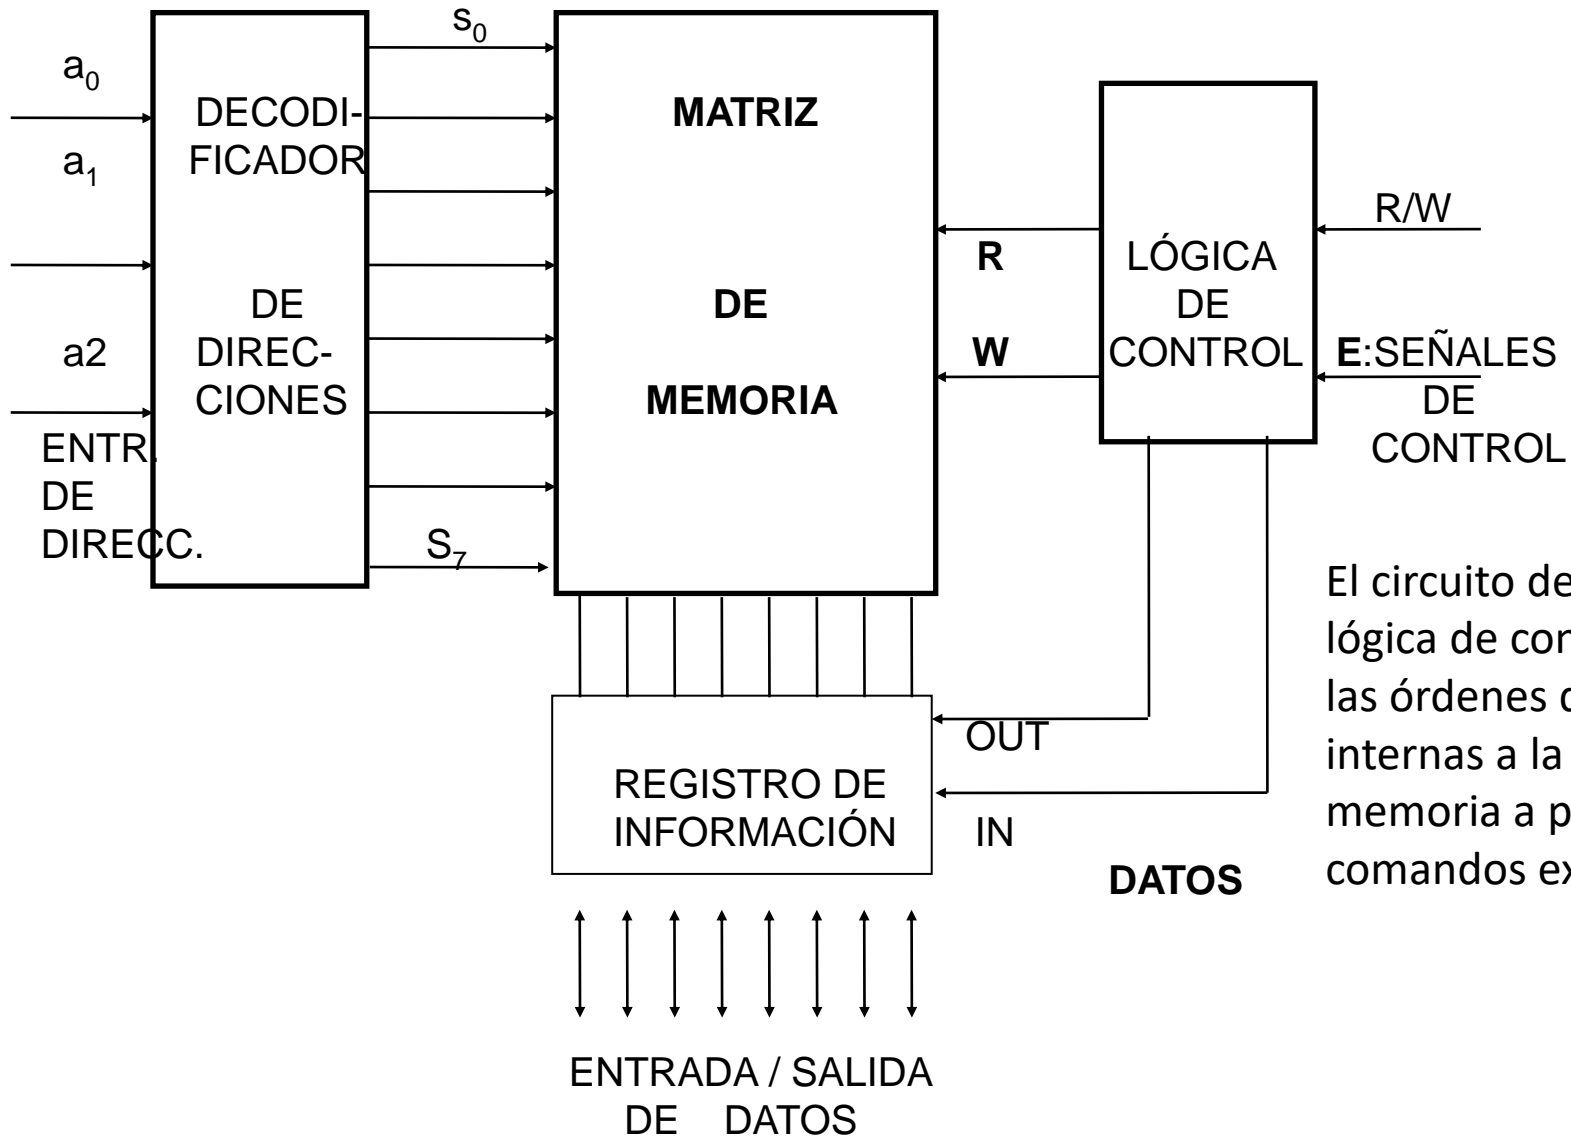 a0
a1
a2
ENTR.
DE
DIRECC.
DECODI-
FICADOR
DE
DIREC-
CIONES
s0
S7
MATRIZ
DE
MEMORIA
R
W
LÓGICA
DE
CONTROL
R/W
E:SEÑALES
DE
CONTROL
OUT
IN
REGISTRO DE
INFORMACIÓN
DATOS
ENTRADA / SALIDA
DE DATOS
El circuito de
lógica de
las órdenes
internas a la
memoria a
comandos